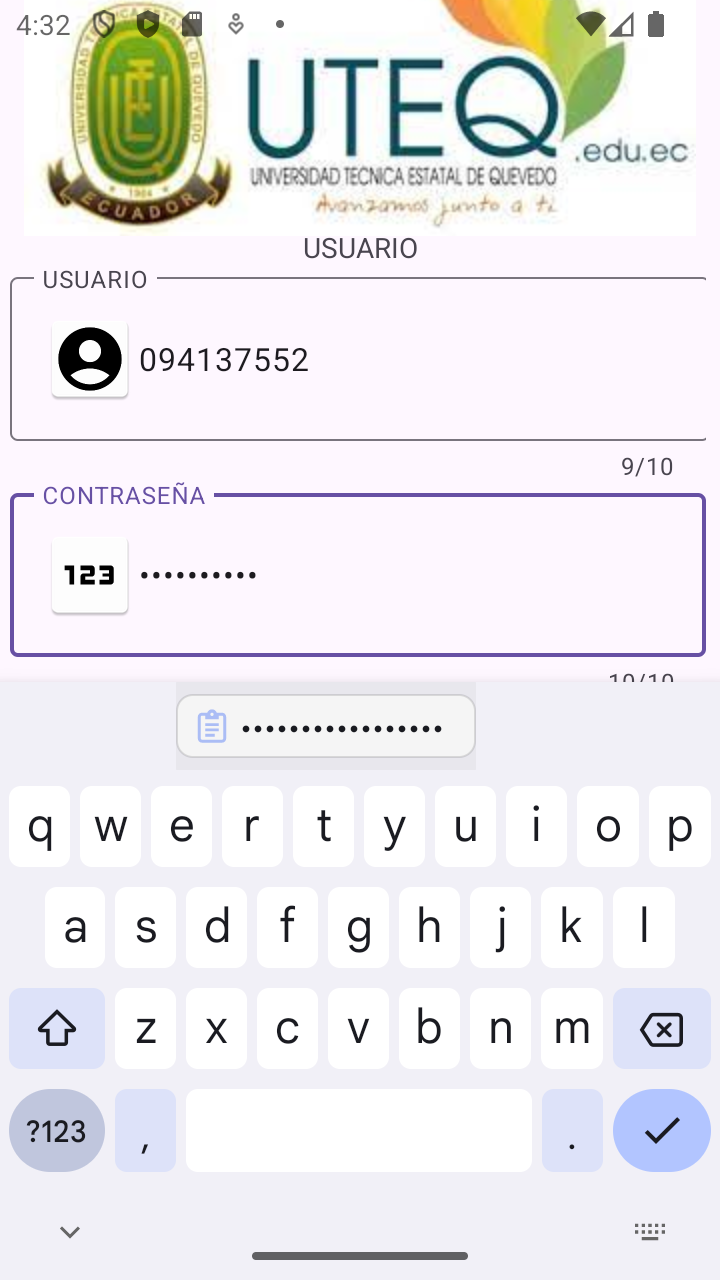 4:32
UNIVERSIDAD TECNICA ESTATAL DE QUEVEDO
1984
ECUADOR
UTEQ
.edu.ec
UNIVERSIDAD TECNICA ESTATAL DE QUEVEDO
Avanzamos junto a ti
USUARIO
USUARIO
094137552
9/10
CONTRASEÑA
123
••••••••••
10/10
•••••••••••••••••
q w e r t y u i o p
a s d f g h j k l
z x c v b n m
?123 , .